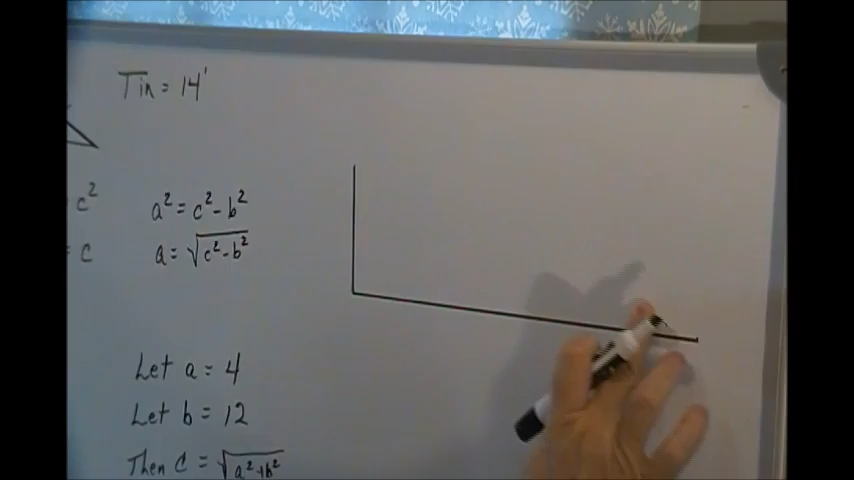 Tin = 14'
c²
= c
a² = c² - b²
a = √c² - b²
Let a = 4
Let b = 12
Then c = √a² + b²